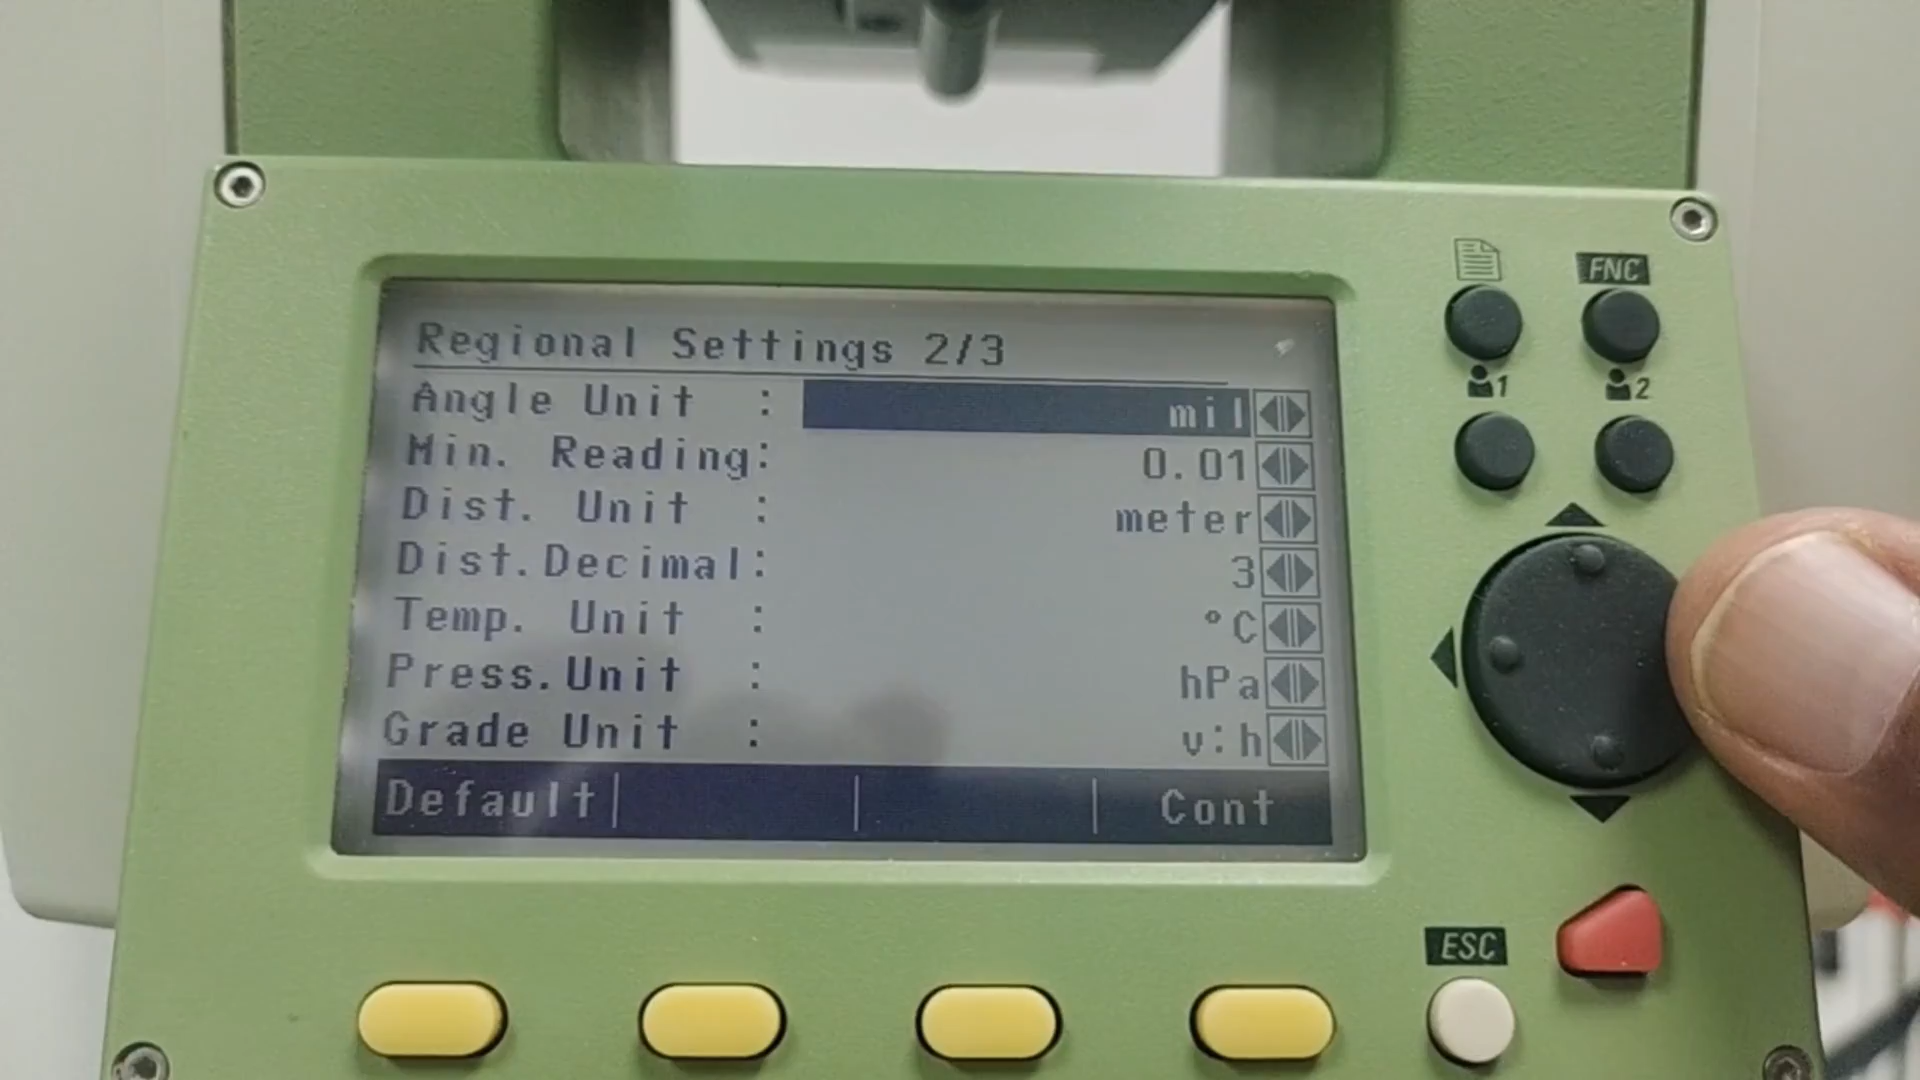 FNC
Regional Settings 2/3
1
2
Angle Unit : mil
Min. Reading: 0.01
Dist. Unit : meter
Dist.Decimal: 3
Temp. Unit : °C
Press.Unit : hPa
Grade Unit : v:h
Default | | | Cont
ESC